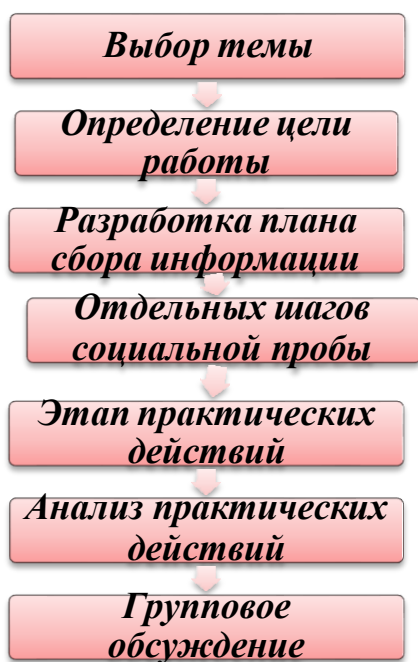 Выбор темы
Определение цели
работы
Разработка плана
сбора информации
Отдельных шагов
социальной пробы
Этап практических
действий
Анализ практических
действий
Групповое
обсуждение